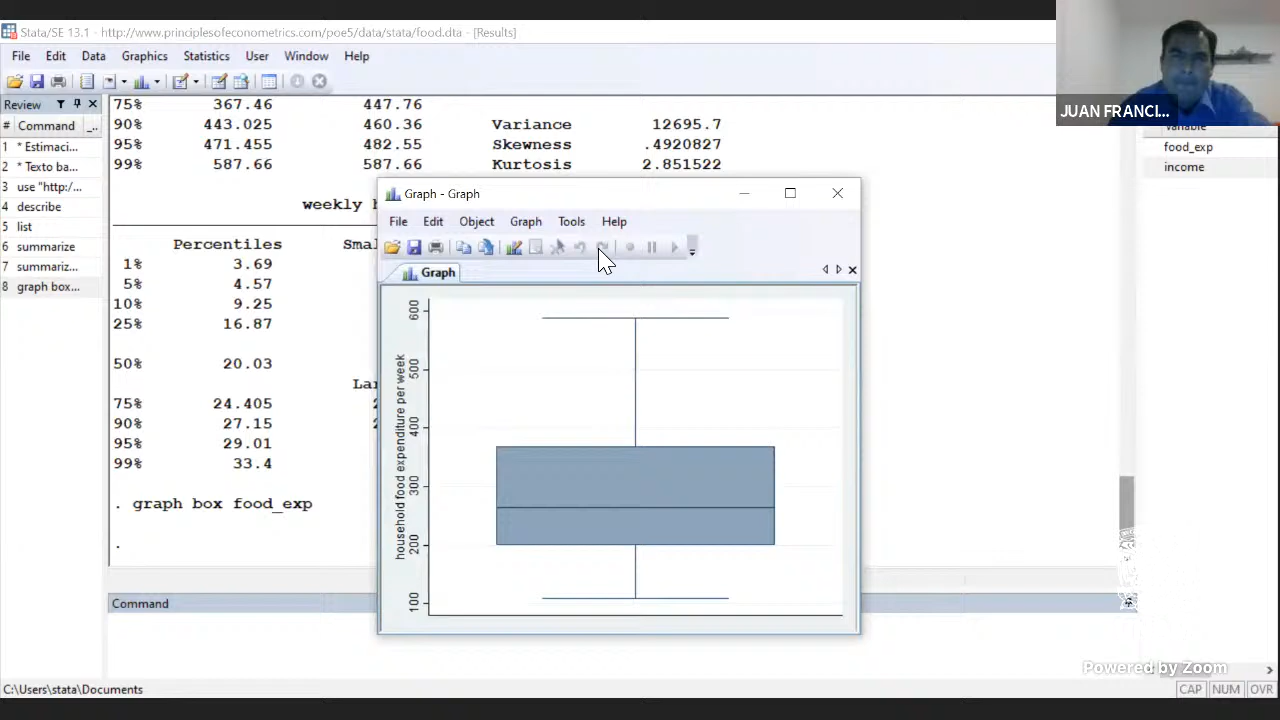 Stata/SE 13.1 - http://www.principlesofeconometrics.com/poe5/data/stata/food.dta - [Results]
File Edit Data Graphics Statistics User Window Help
JUAN FRANCI...
Review
# Command
1 * Estimaci...
2 * Texto ba...
3 use "http:/...
4 describe
5 list
6 summarize
7 summariz...
8 graph box...
75% 367.46 447.76
90% 443.025 460.36 Variance 12695.7
95% 471.455 482.55 Skewness .4920827
99% 587.66 587.66 Kurtosis 2.851522
weekly
Percentiles
1% 3.69
5% 4.57
10% 9.25
25% 16.87
50% 20.03
75% 24.405
90% 27.15
95% 29.01
99% 33.4
. graph box food_exp
.
Variable
food_exp
income
Graph - Graph
File Edit Object Graph Tools Help
Graph
household food expenditure per week
600
500
400
300
200
100
Command
Powered by Zoom
C:\Users\stata\Documents
CAP NUM OVR